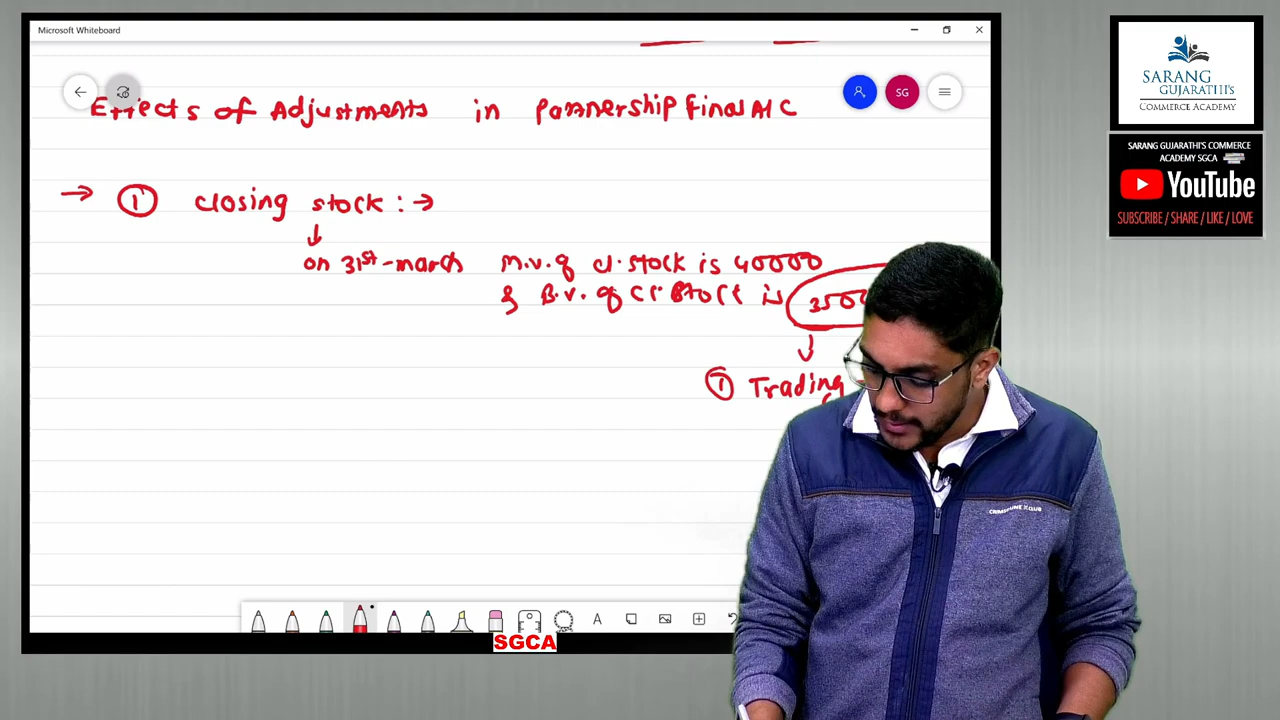 Microsoft Whiteboard
Effects of Adjustments in Partnership Final A/C
SG
→ ① closing stock : →
↓
on 31st-march M.V. of cl. stock is 40000
& B.V. of Cl. Stock is
↓
① Trading
SGCA
SARANG
GUJARATHI'S
COMMERCE ACADEMY
SARANG GUJARATHI'S COMMERCE
ACADEMY SGCA
YouTube
SUBSCRIBE / SHARE / LIKE / LOVE